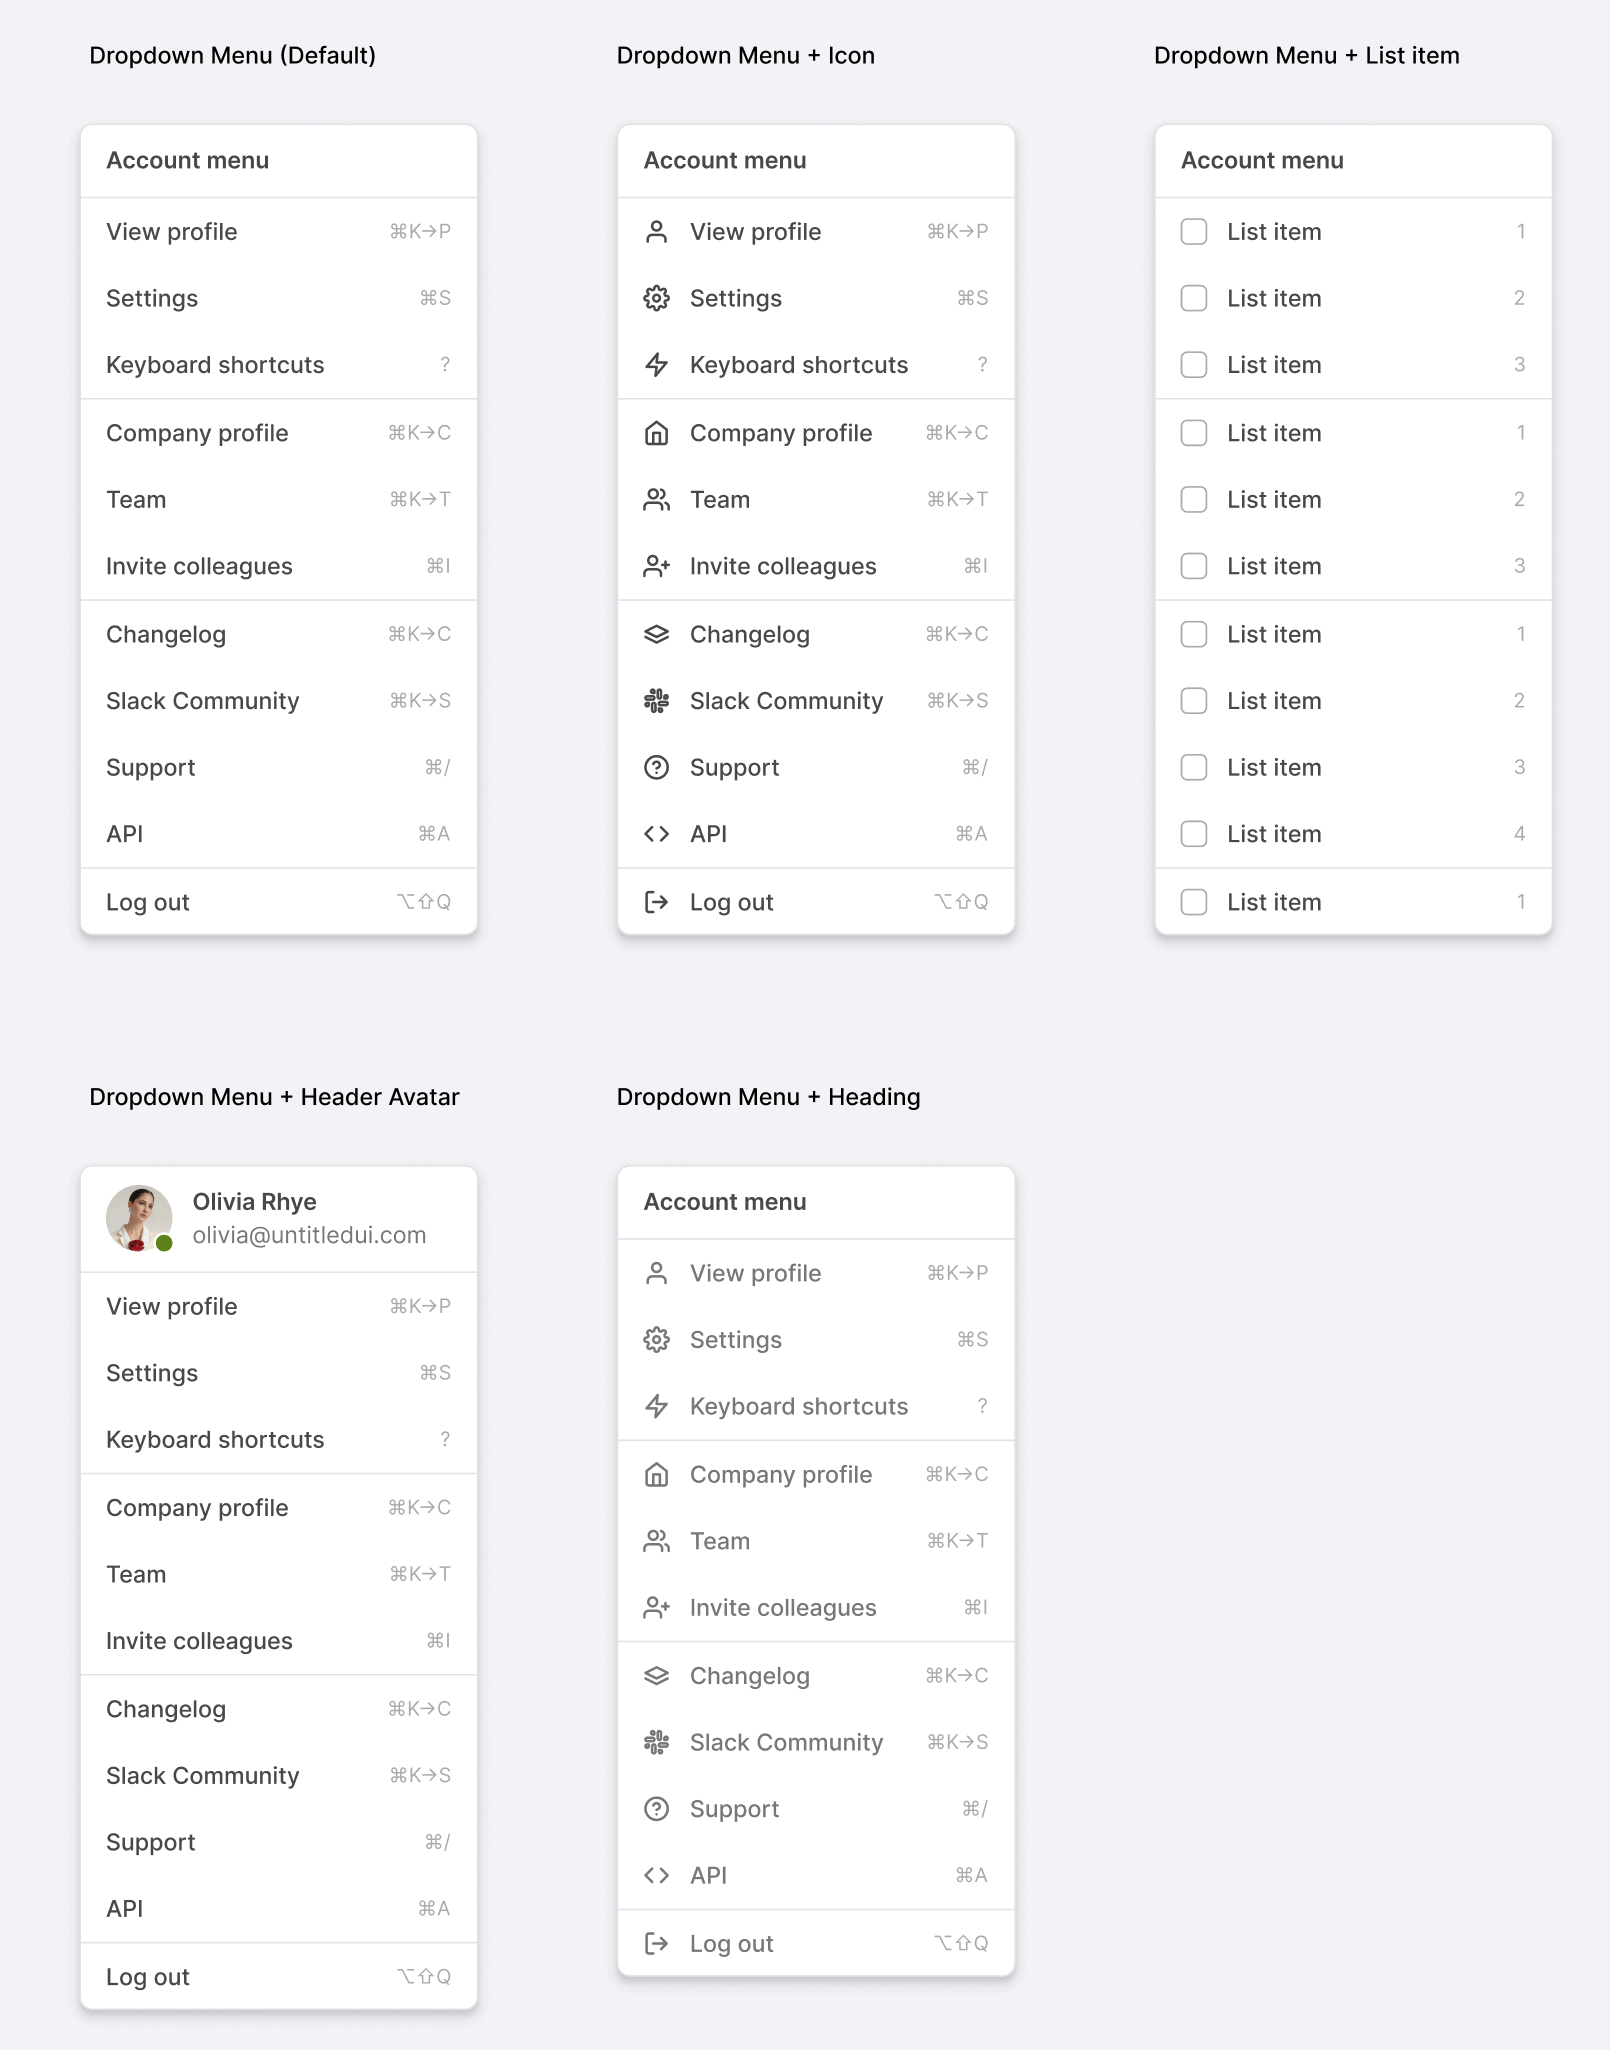 Dropdown Menu (Default)
Account menu
View profile ⌘K→P
Settings ⌘S
Keyboard shortcuts ?
Company profile ⌘K→C
Team ⌘K→T
Invite colleagues ⌘I
Changelog ⌘K→C
Slack Community ⌘K→S
Support ⌘/
API ⌘A
Log out ⌥⇧Q
Dropdown Menu + Icon
Account menu
View profile ⌘K→P
Settings ⌘S
Keyboard shortcuts ?
Company profile ⌘K→C
Team ⌘K→T
Invite colleagues ⌘I
Changelog ⌘K→C
Slack Community ⌘K→S
Support ⌘/
API ⌘A
Log out ⌥⇧Q
Dropdown Menu + List item
Account menu
List item 1
List item 2
List item 3
List item 1
List item 2
List item 3
List item 1
List item 2
List item 3
List item 4
List item 1
Dropdown Menu + Header Avatar
Olivia Rhye
olivia@untitledui.com
View profile ⌘K→P
Settings ⌘S
Keyboard shortcuts ?
Company profile ⌘K→C
Team ⌘K→T
Invite colleagues ⌘I
Changelog ⌘K→C
Slack Community ⌘K→S
Support ⌘/
API ⌘A
Log out ⌥⇧Q
Dropdown Menu + Heading
Account menu
View profile ⌘K→P
Settings ⌘S
Keyboard shortcuts ?
Company profile ⌘K→C
Team ⌘K→T
Invite colleagues ⌘I
Changelog ⌘K→C
Slack Community ⌘K→S
Support ⌘/
API ⌘A
Log out ⌥⇧Q